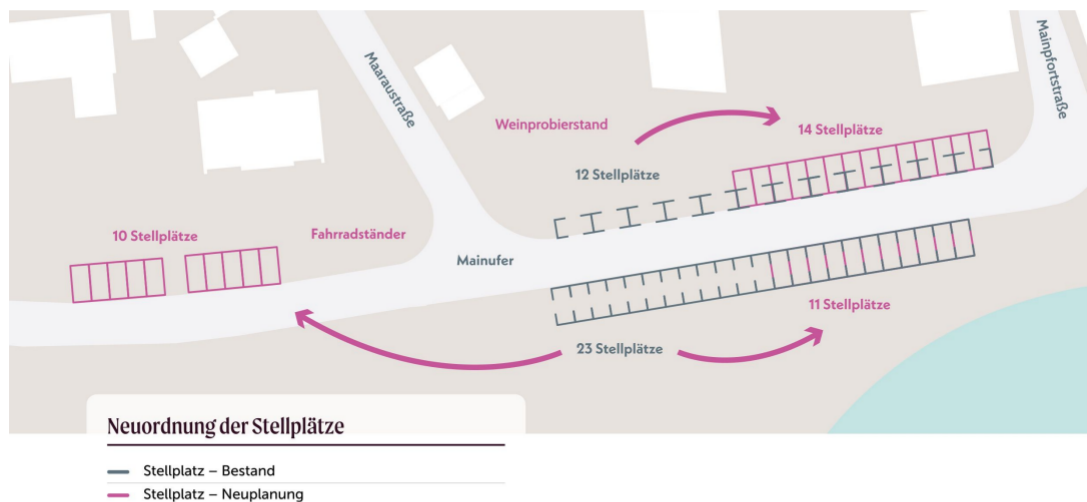 Maaraustraße
Mainpfortstraße
Weinprobierstand
14 Stellplätze
12 Stellplätze
10 Stellplätze
Fahrradständer
Mainufer
11 Stellplätze
23 Stellplätze
Neuordnung der Stellplätze
Stellplatz – Bestand
Stellplatz – Neuplanung